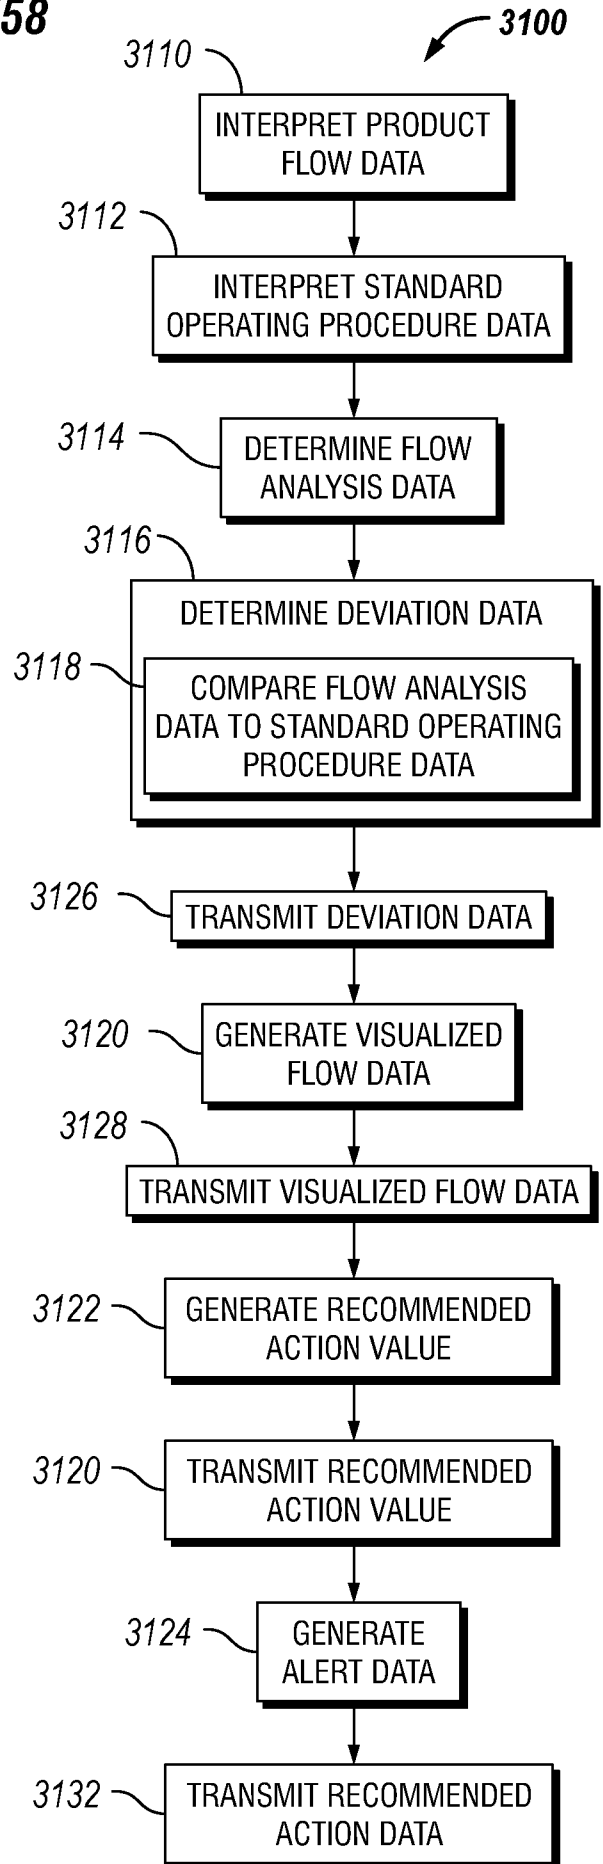 58
3100
3110
INTERPRET PRODUCT
FLOW DATA
3112
INTERPRET STANDARD
OPERATING PROCEDURE DATA
3114
DETERMINE FLOW
ANALYSIS DATA
3116
DETERMINE DEVIATION DATA
3118
COMPARE FLOW ANALYSIS
DATA TO STANDARD OPERATING
PROCEDURE DATA
3126
TRANSMIT DEVIATION DATA
3120
GENERATE VISUALIZED
FLOW DATA
3128
TRANSMIT VISUALIZED FLOW DATA
3122
GENERATE RECOMMENDED
ACTION VALUE
3120
TRANSMIT RECOMMENDED
ACTION VALUE
3124
GENERATE
ALERT DATA
3132
TRANSMIT RECOMMENDED
ACTION DATA